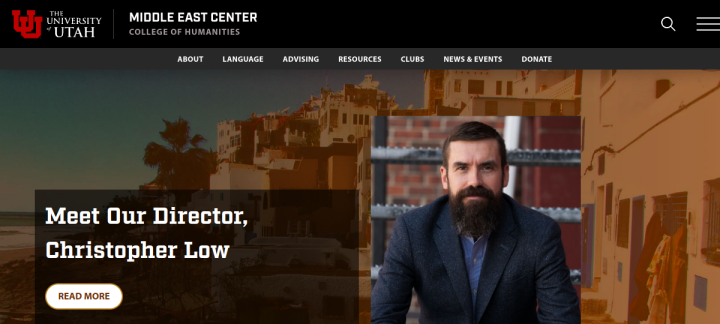 THE
UNIVERSITY
of UTAH
MIDDLE EAST CENTER
COLLEGE OF HUMANITIES
ABOUT LANGUAGE ADVISING RESOURCES CLUBS NEWS & EVENTS DONATE
Meet Our Director,
Christopher Low
READ MORE